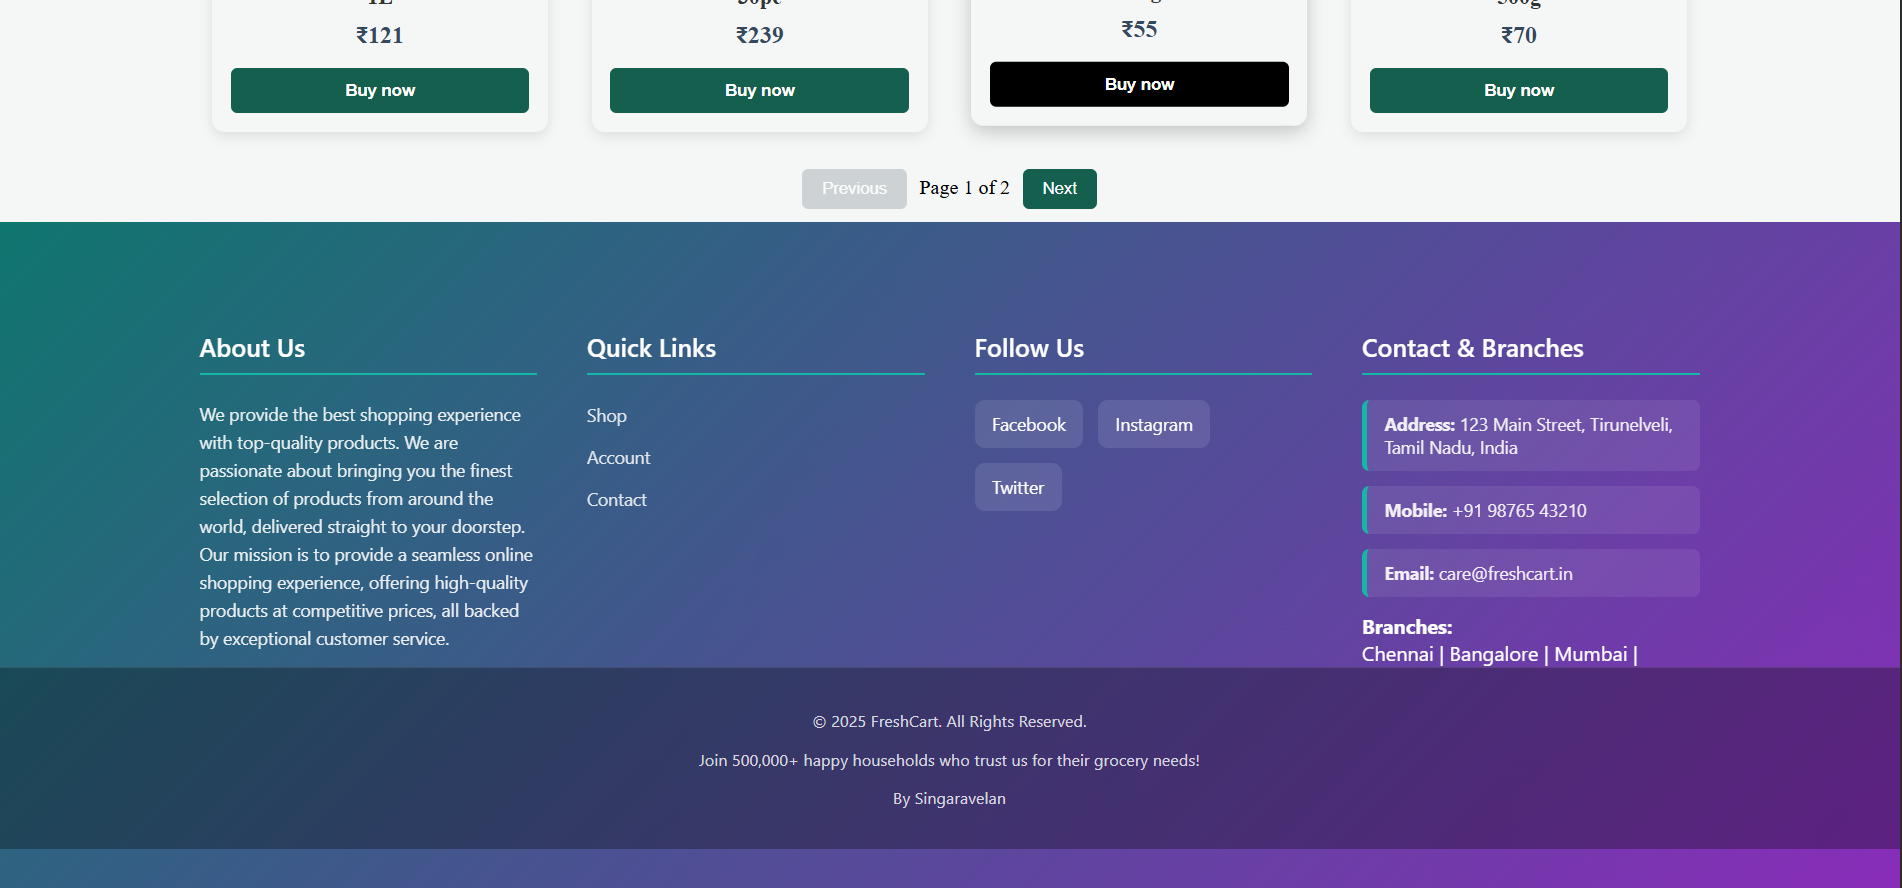 1L
50pc
500g
₹121
₹239
₹55
₹70
Buy now
Buy now
Buy now
Buy now
Previous
Page 1 of 2
Next
About Us
We provide the best shopping experience
with top-quality products. We are
passionate about bringing you the finest
selection of products from around the
world, delivered straight to your doorstep.
Our mission is to provide a seamless online
shopping experience, offering high-quality
products at competitive prices, all backed
by exceptional customer service.
Quick Links
Shop
Account
Contact
Follow Us
Facebook
Instagram
Twitter
Contact & Branches
Address: 123 Main Street, Tirunelveli,
Tamil Nadu, India
Mobile: +91 98765 43210
Email: care@freshcart.in
Branches:
Chennai | Bangalore | Mumbai |
© 2025 FreshCart. All Rights Reserved.
Join 500,000+ happy households who trust us for their grocery needs!
By Singaravelan